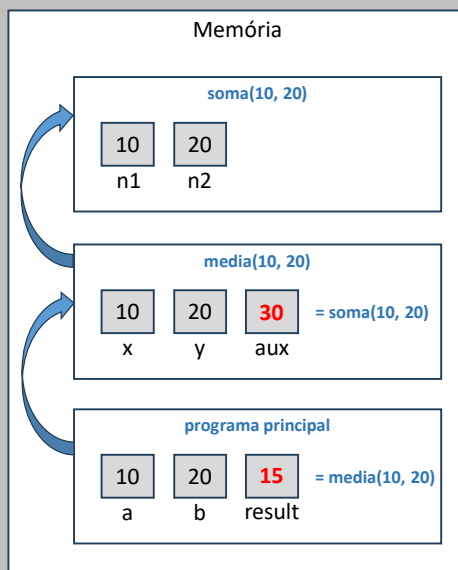 Memória
soma(10, 20)
10 20
n1 n2
media(10, 20)
10 20 30 = soma(10, 20)
x y aux
programa principal
10 20 15 = media(10, 20)
a b result